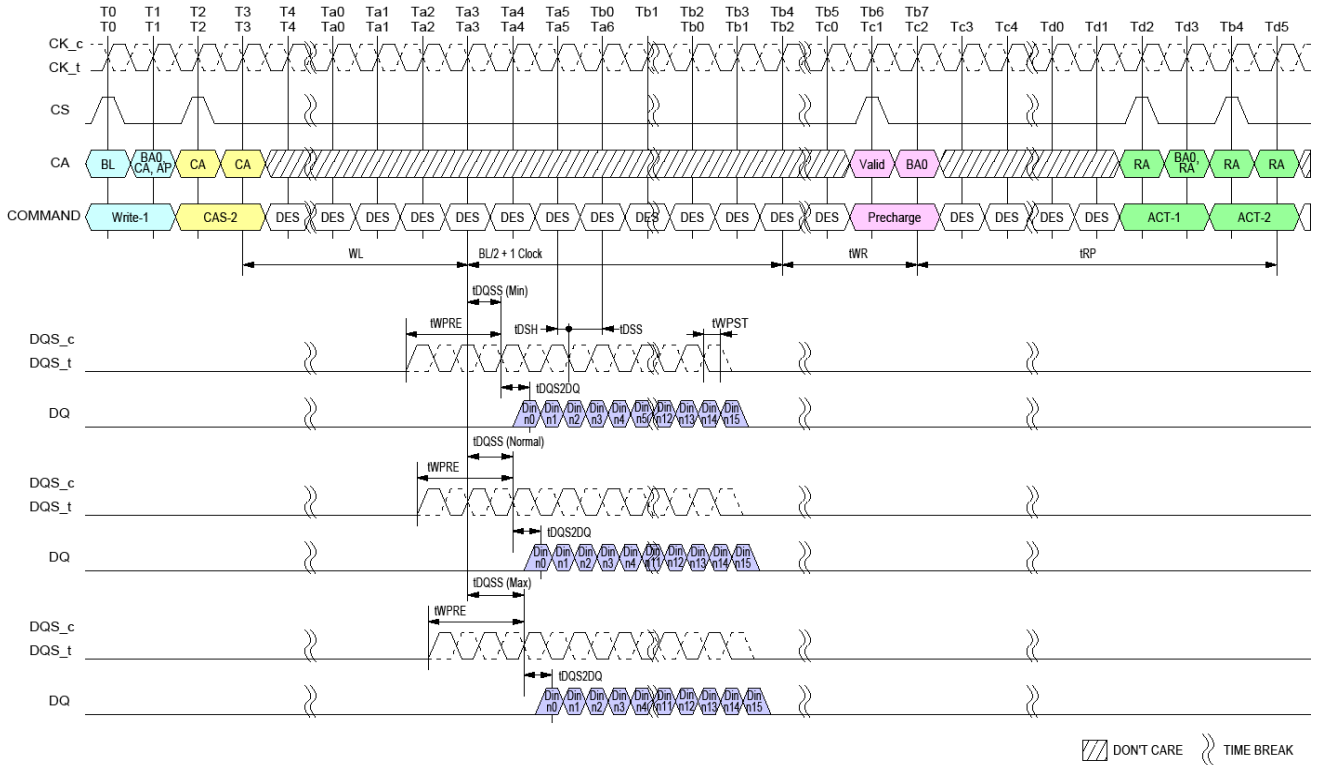 T0 T1 T2 T3 T4 Ta0 Ta1 Ta2 Ta3 Ta4 Ta5 Tb0 Tb1 Tb2 Tb3 Tb4 Tb5 Tb6 Tb7
T0 T1 T2 T3 T4 Ta0 Ta1 Ta2 Ta3 Ta4 Ta5 Ta6 Tb0 Tb1 Tb2 Tc0 Tc1 Tc2 Tc3 Tc4 Td0 Td1 Td2 Td3 Tb4 Td5
CK_c
CK_t
CS
CA BL BA0, CA, AP CA CA Valid BA0 RA BA0, RA RA RA
COMMAND Write-1 CAS-2 DES DES DES DES DES DES DES DES DES DES DES DES DES Precharge DES DES DES DES ACT-1 ACT-2
WL BL/2 + 1 Clock tWR tRP
tDQSS (Min)
tWPRE tDSH tDSS tWPST
DQS_c
DQS_t
tDQS2DQ
DQ Din n0 Din n1 Din n2 Din n3 Din n4 Din n5 Din n12 Din n13 Din n14 Din n15
tDQSS (Normal)
tWPRE
DQS_c
DQS_t
tDQS2DQ
DQ Din n0 Din n1 Din n2 Din n3 Din n4 Din n11 Din n12 Din n13 Din n14 Din n15
tDQSS (Max)
tWPRE
DQS_c
DQS_t
tDQS2DQ
DQ Din n0 Din n1 Din n2 Din n3 Din n4 Din n11 Din n12 Din n13 Din n14 Din n15
DON'T CARE TIME BREAK